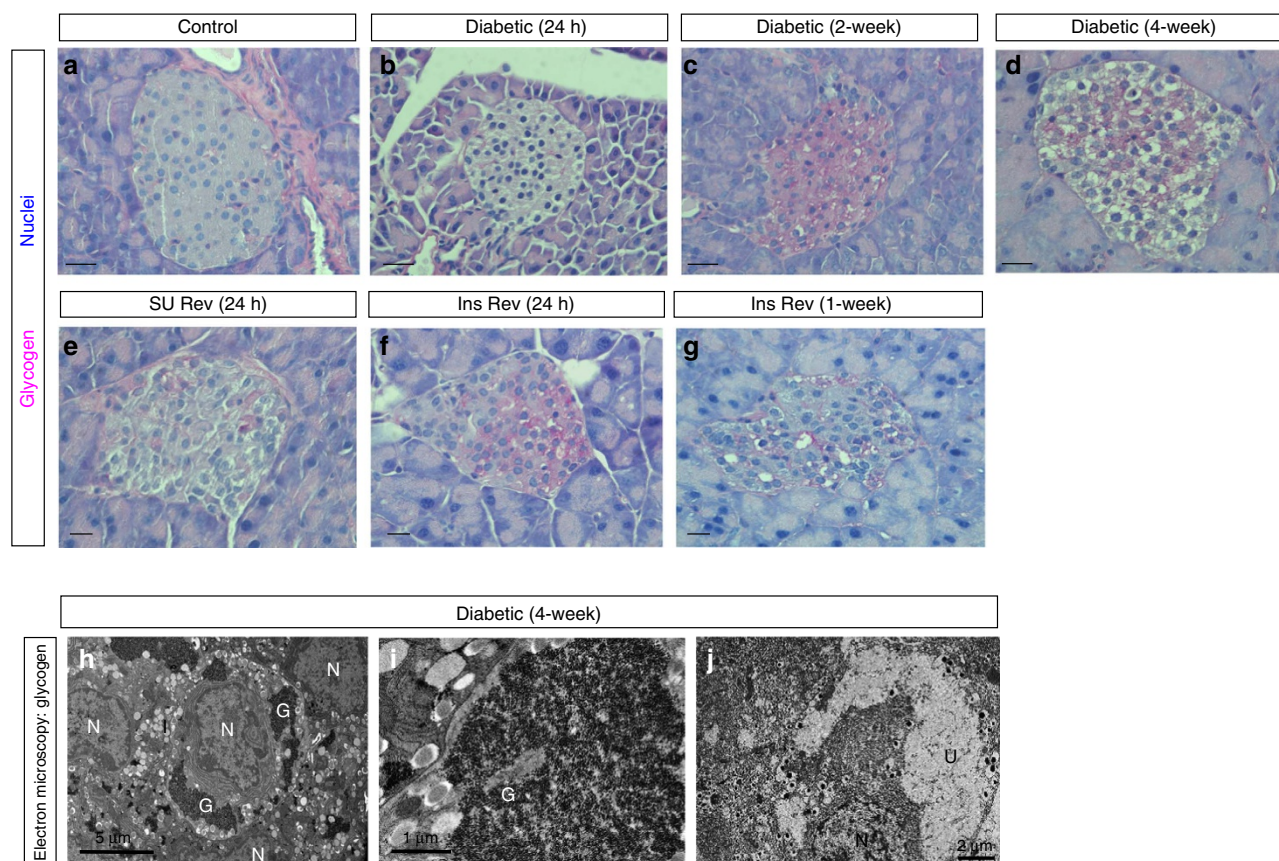 Control
Diabetic (24 h)
Diabetic (2-week)
Diabetic (4-week)
a
b
c
d
Nuclei
Glycogen
SU Rev (24 h)
Ins Rev (24 h)
Ins Rev (1-week)
e
f
g
Diabetic (4-week)
Electron microscopy: glycogen
h
N
N
G
N
I
G
5 µm
N
i
G
1 µm
j
U
N
2 µm